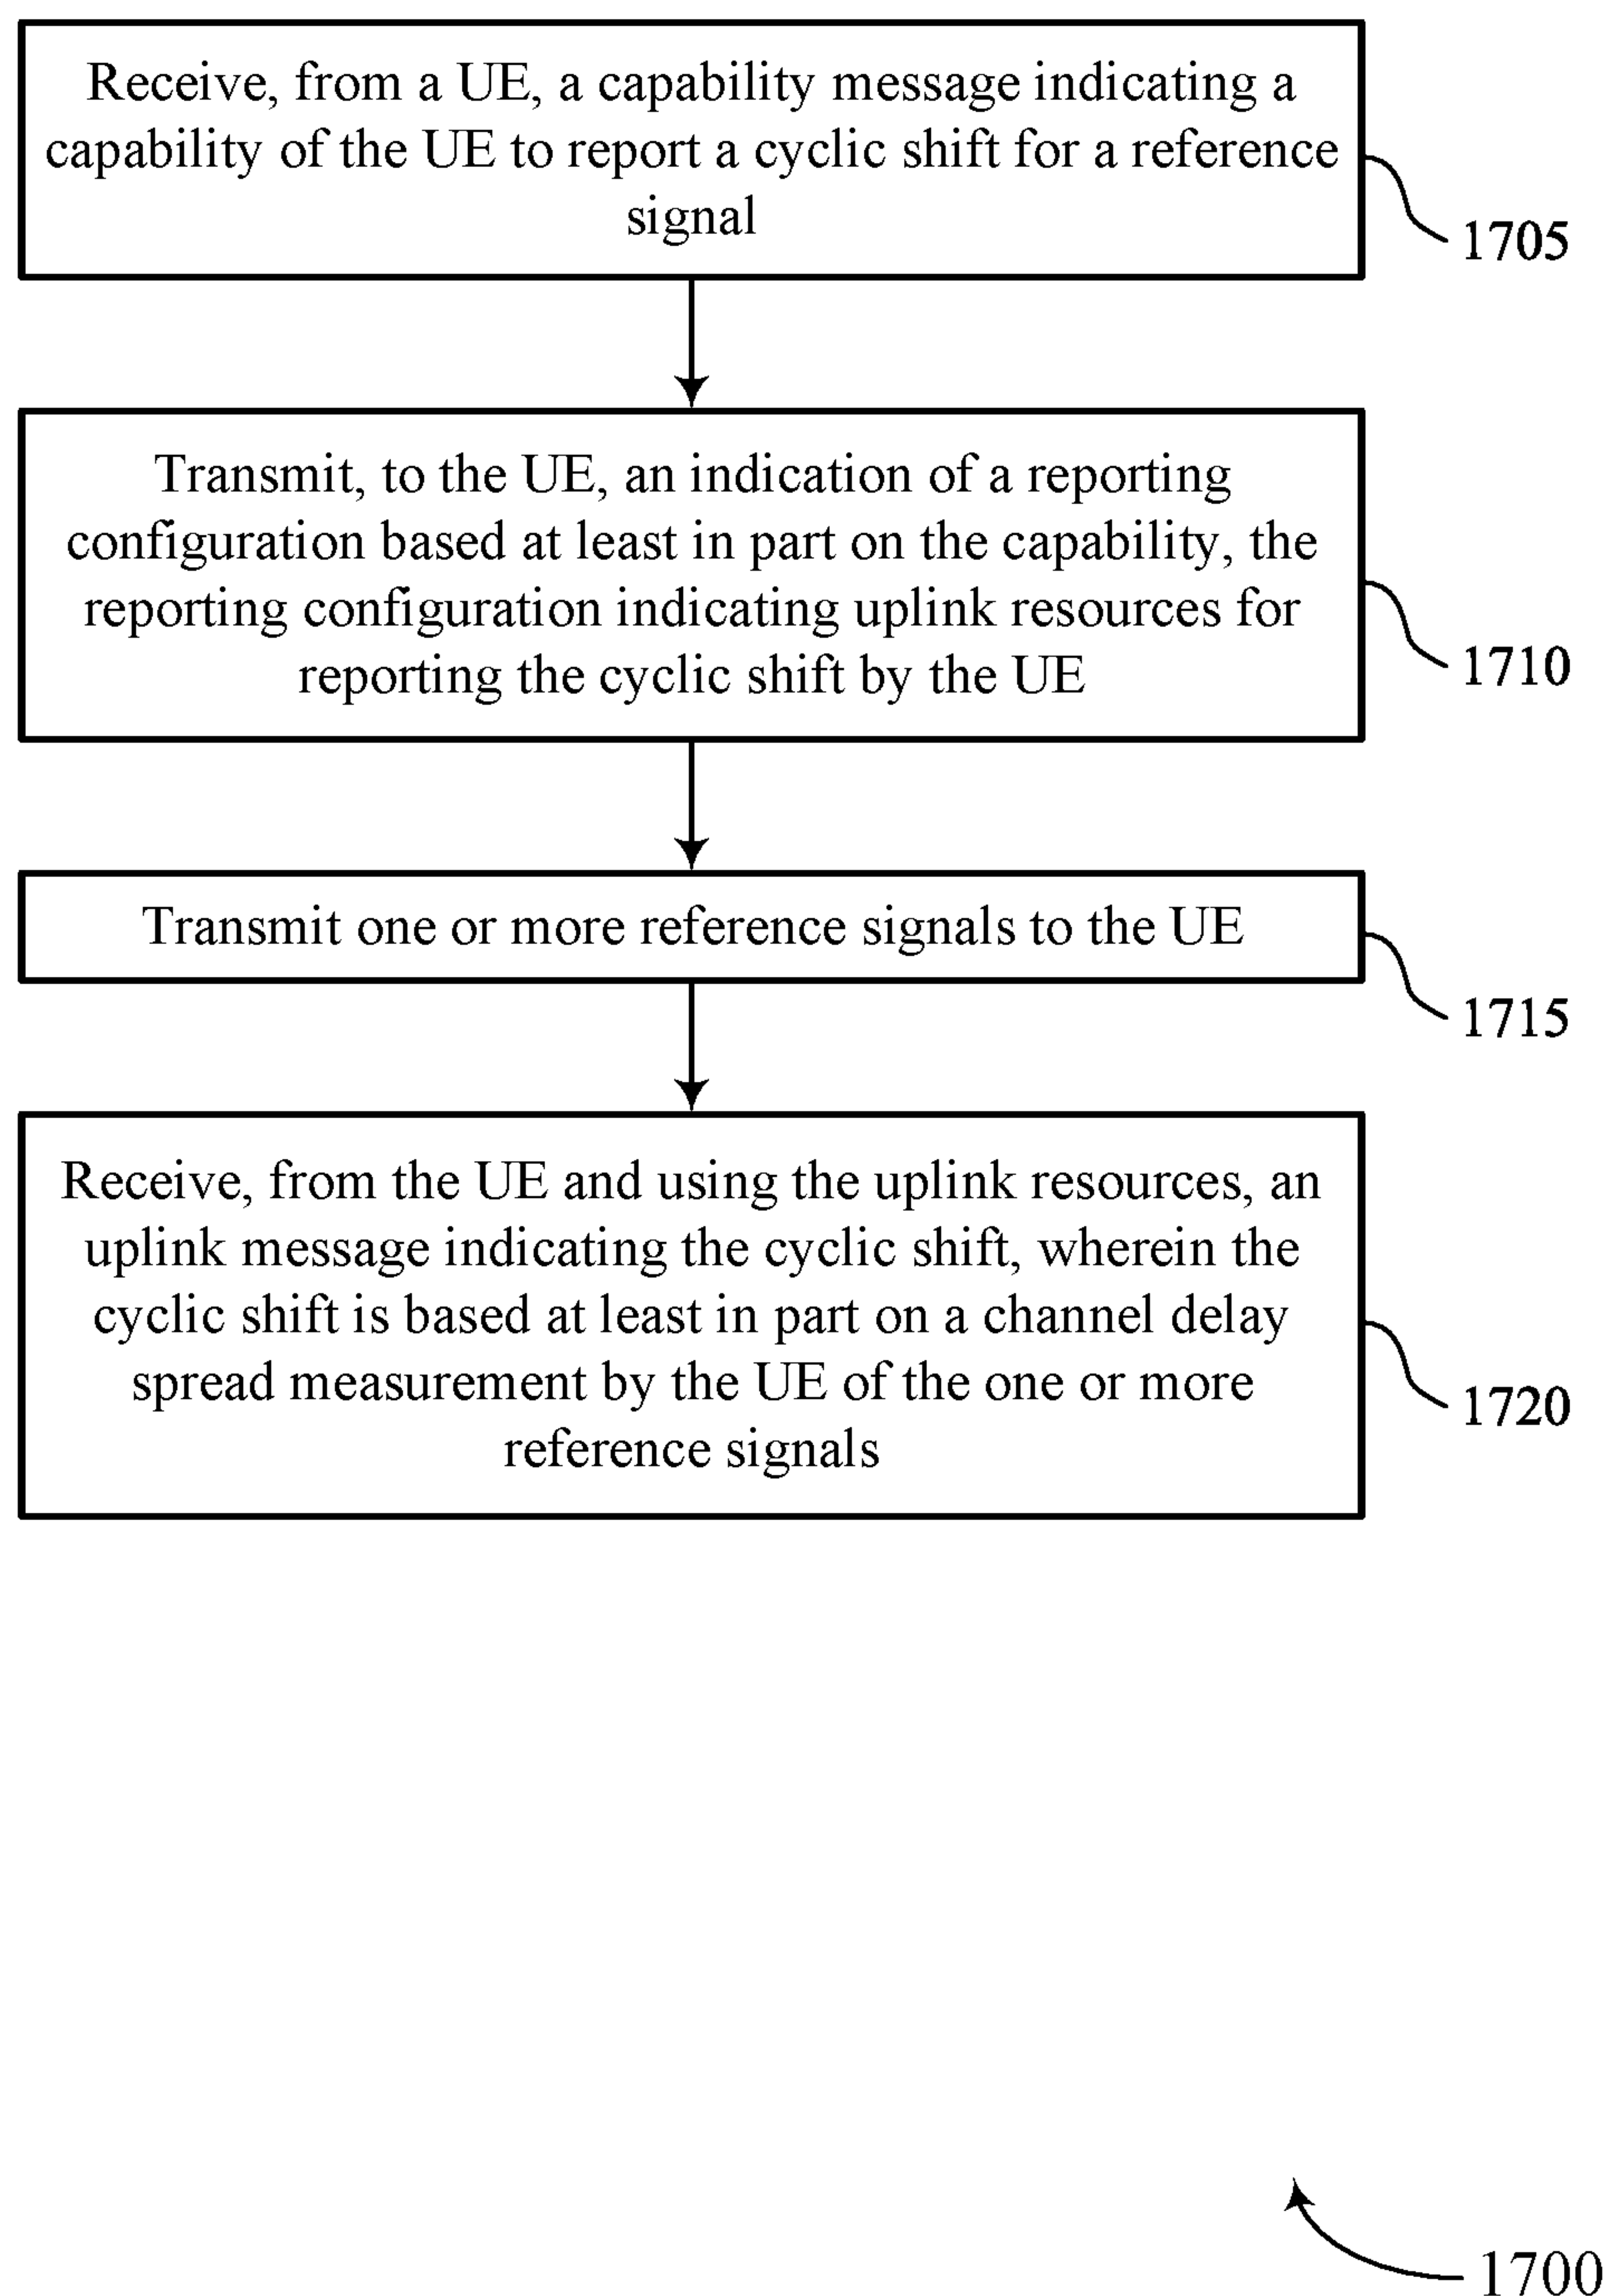 Receive, from a UE, a capability message indicating a
capability of the UE to report a cyclic shift for a reference
signal
1705
Transmit, to the UE, an indication of a reporting
configuration based at least in part on the capability, the
reporting configuration indicating uplink resources for
reporting the cyclic shift by the UE
1710
Transmit one or more reference signals to the UE
1715
Receive, from the UE and using the uplink resources, an
uplink message indicating the cyclic shift, wherein the
cyclic shift is based at least in part on a channel delay
spread measurement by the UE of the one or more
reference signals
1720
1700